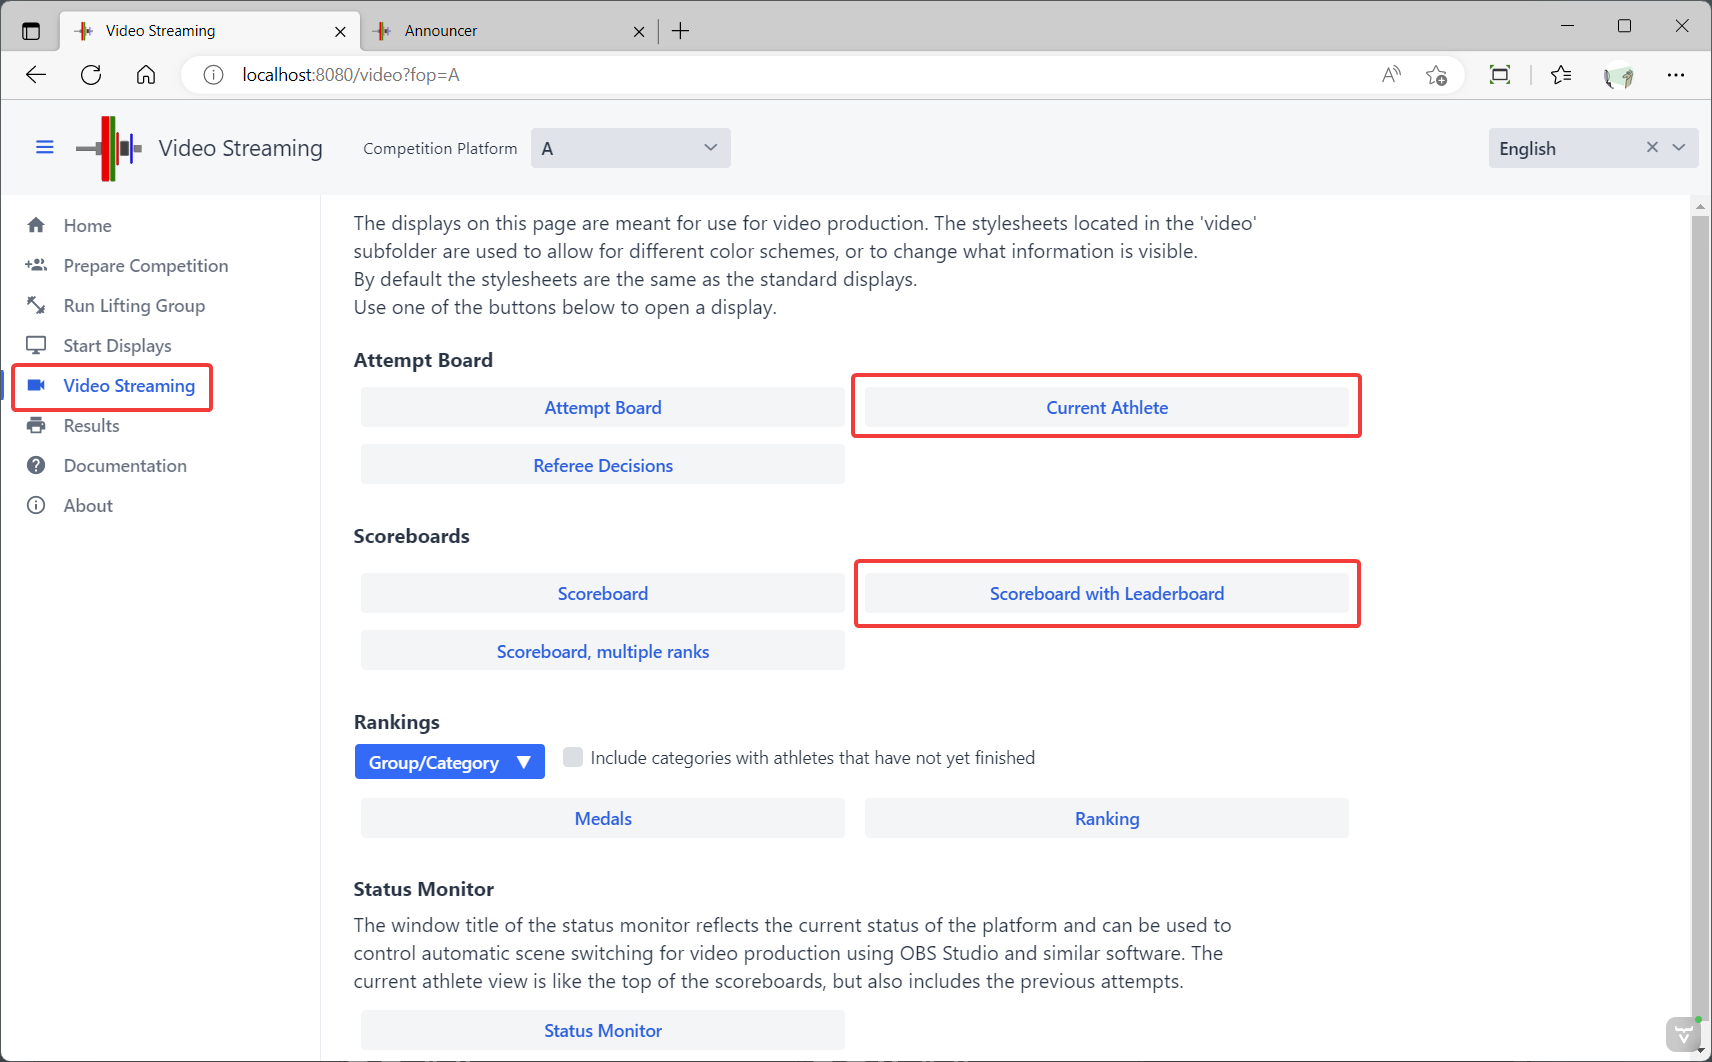 Video Streaming
Announcer
localhost:8080/video?fop=A
Video Streaming
Competition Platform
A
English
Home
Prepare Competition
Run Lifting Group
Start Displays
Video Streaming
Results
Documentation
About
The displays on this page are meant for use for video production. The stylesheets located in the 'video'
subfolder are used to allow for different color schemes, or to change what information is visible.
By default the stylesheets are the same as the standard displays.
Use one of the buttons below to open a display.
Attempt Board
Attempt Board
Current Athlete
Referee Decisions
Scoreboards
Scoreboard
Scoreboard with Leaderboard
Scoreboard, multiple ranks
Rankings
Group/Category
Include categories with athletes that have not yet finished
Medals
Ranking
Status Monitor
The window title of the status monitor reflects the current status of the platform and can be used to
control automatic scene switching for video production using OBS Studio and similar software. The
current athlete view is like the top of the scoreboards, but also includes the previous attempts.
Status Monitor